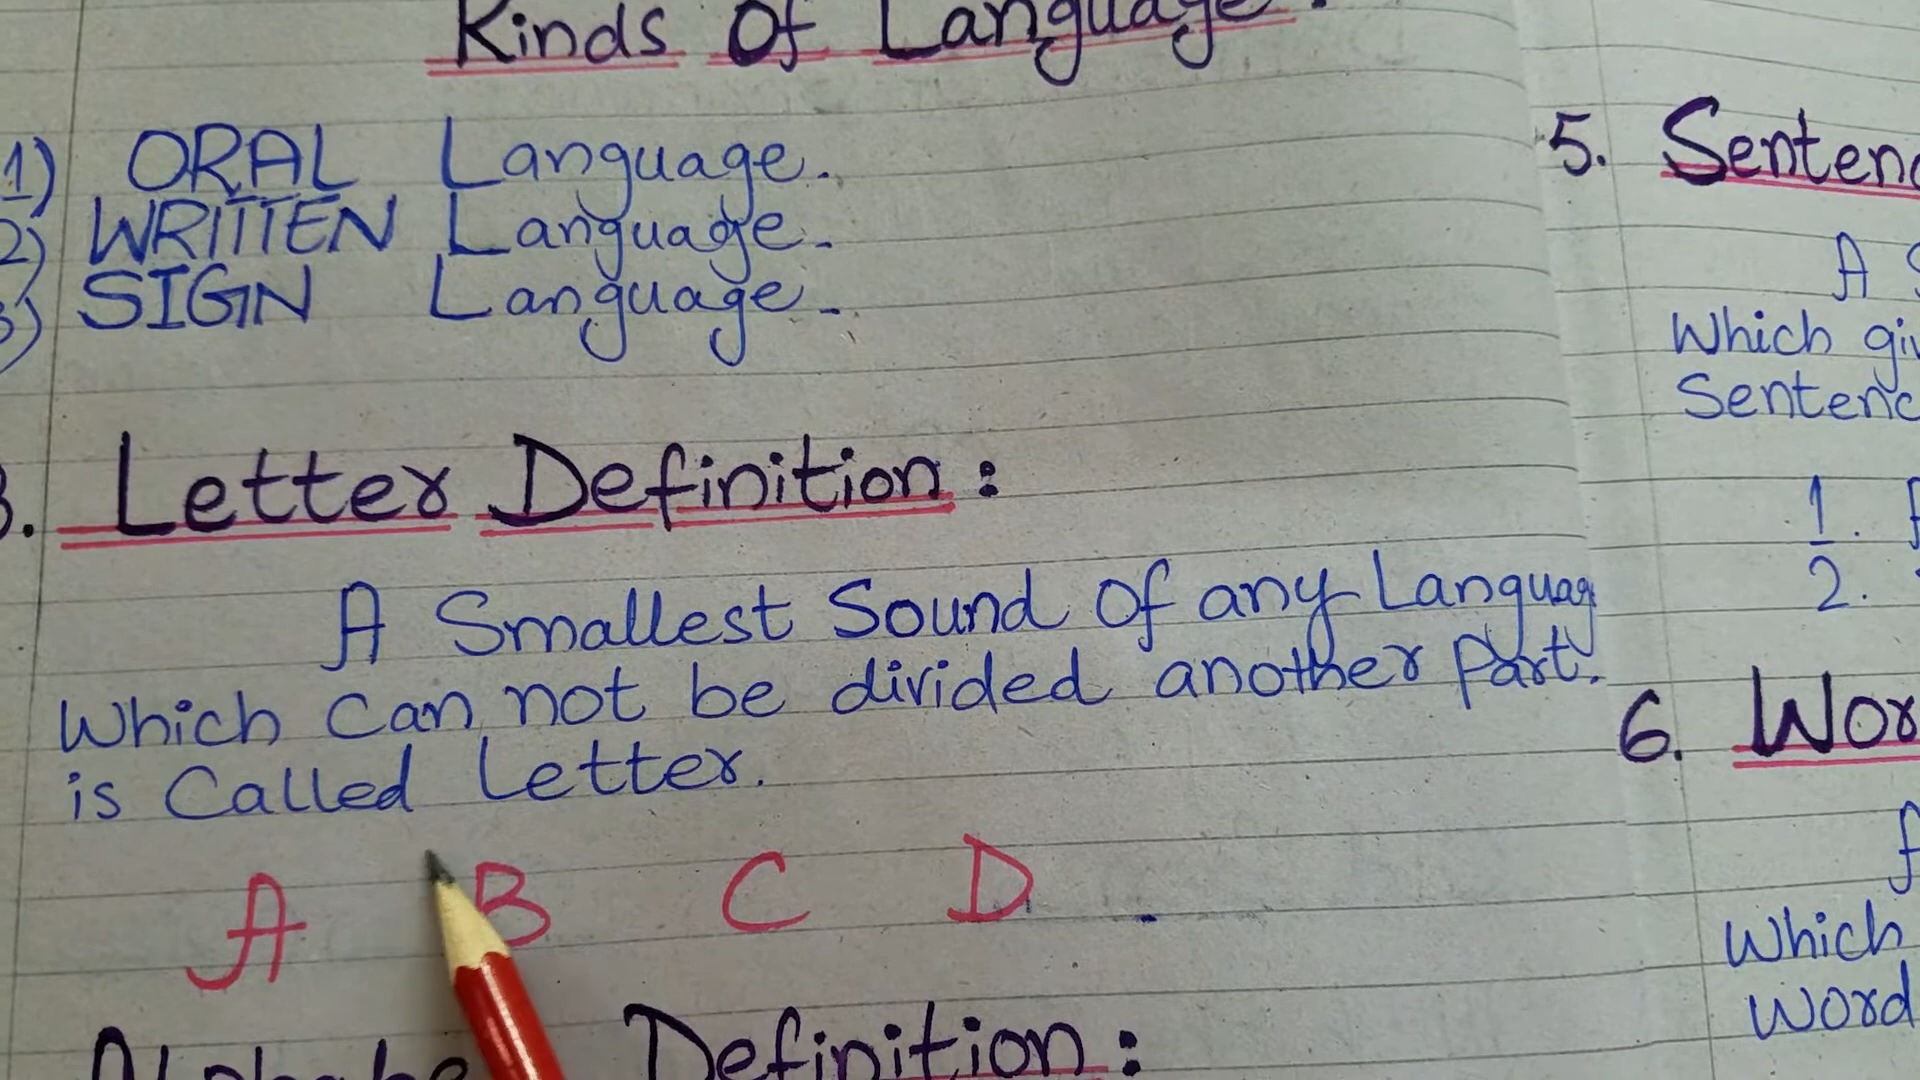 Kinds Of Language:
1) ORAL Language.
2) WRITTEN Language.
3) SIGN Language.
3. Letter Definition:
A Smallest Sound Of any Languag
Which Can not be divided another Part.
is Called Letter.
A B C D
Definition:
5. Sentenc
A S
Which giv
Sentenc
1.
2.
6. Wor
A
Which
Word